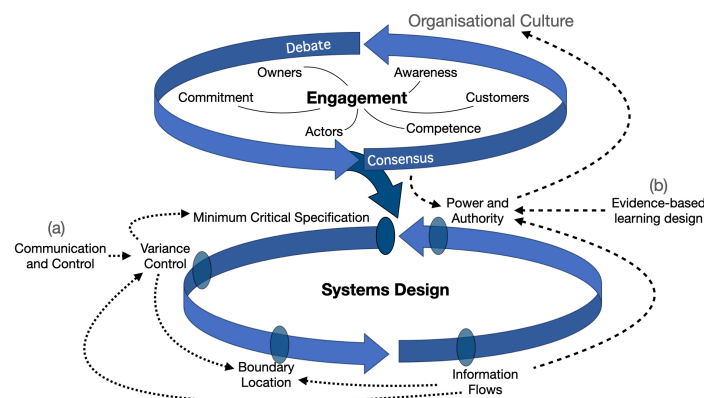 Organisational Culture
Debate
Owners
Awareness
Commitment
Engagement
Customers
Actors
Competence
Consensus
(a)
(b)
Minimum Critical Specification
Power and
Authority
Evidence-based
learning design
Communication
and Control
Variance
Control
Systems Design
Boundary
Location
Information
Flows